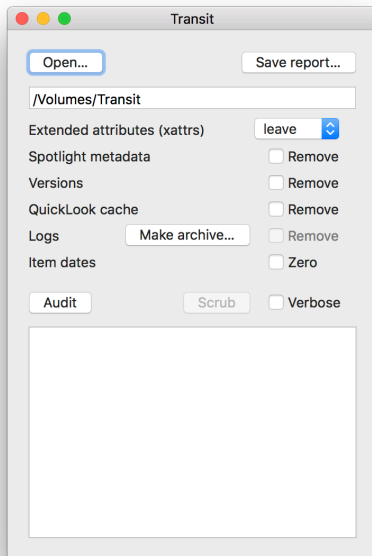 Transit
Open... Save report...
/Volumes/Transit
Extended attributes (xattrs) leave
Spotlight metadata Remove
Versions Remove
QuickLook cache Remove
Logs Make archive... Remove
Item dates Zero
Audit Scrub Verbose